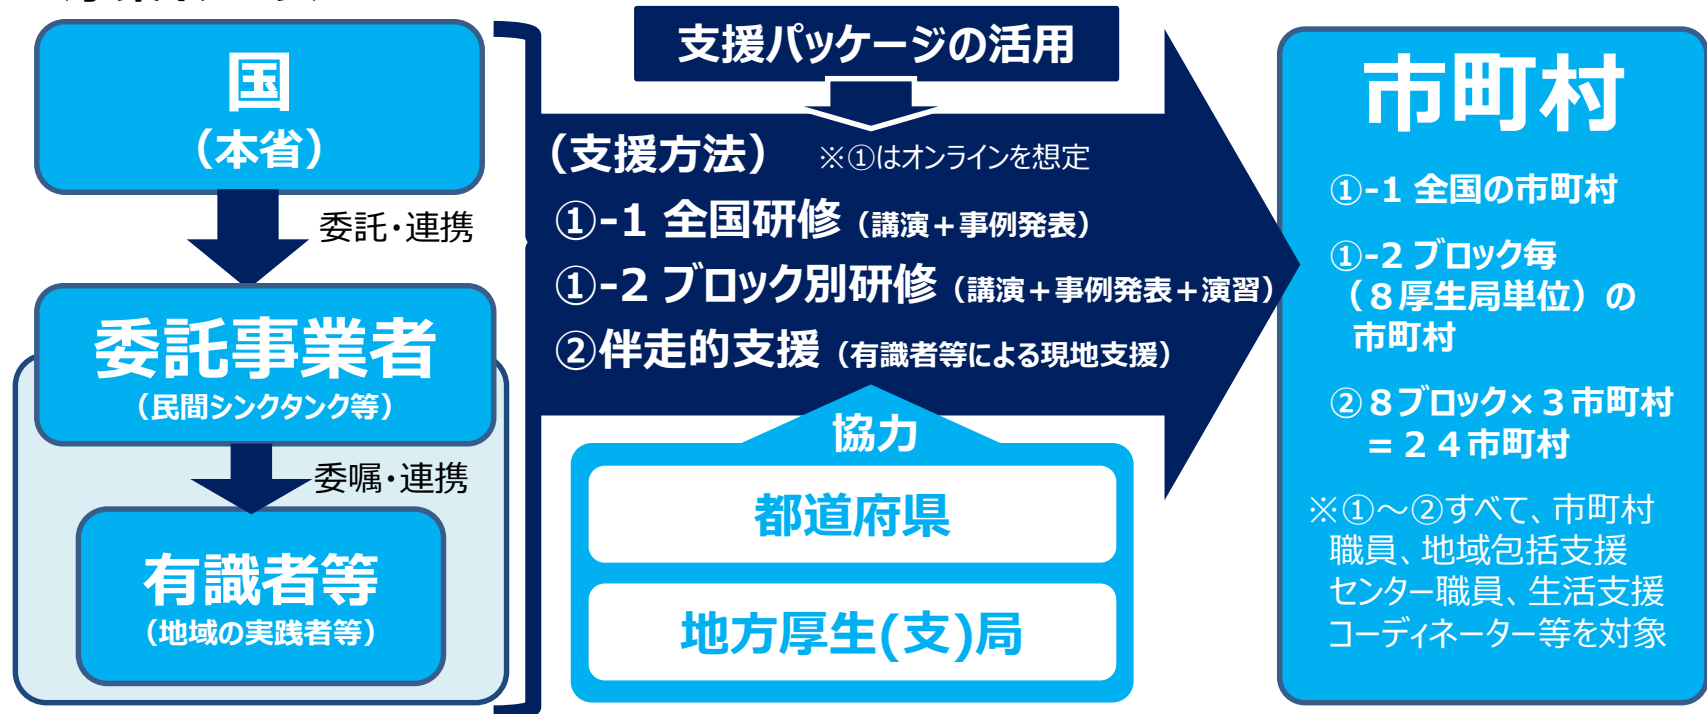 国
（本省）
委託・連携
委託事業者
（民間シンクタンク等）
委嘱・連携
有識者等
（地域の実践者等）
支援パッケージの活用
（支援方法） ※①はオンラインを想定
①-1 全国研修（講演＋事例発表）
①-2 ブロック別研修（講演＋事例発表＋演習）
②伴走的支援（有識者等による現地支援）
協力
都道府県
地方厚生(支)局
市町村
①-1 全国の市町村
①-2 ブロック毎
（８厚生局単位）の
市町村
②８ブロック×３市町村
＝２４市町村
※①～②すべて、市町村
職員、地域包括支援
センター職員、生活支援
コーディネーター等を対象